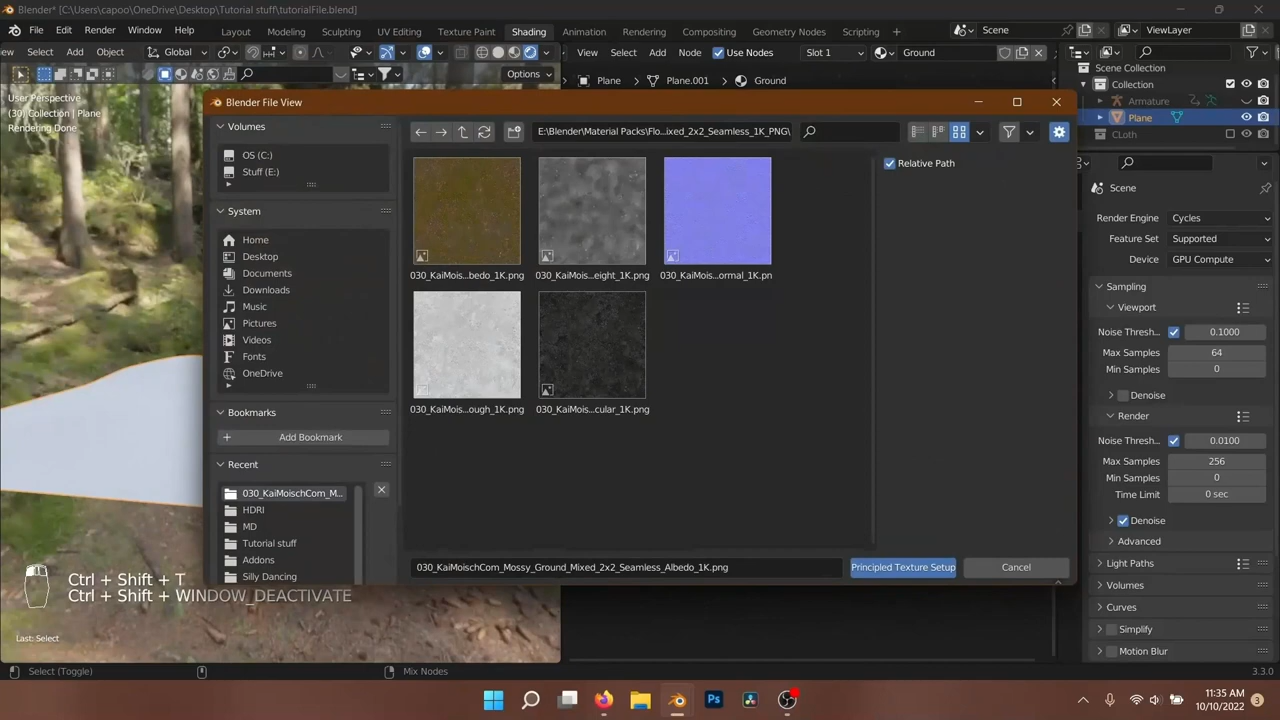 Blender* [C:\Users\capoo\OneDrive\Desktop\Tutorial stuff\tutorialFile.blend]
File Edit Render Window Help Layout Modeling Sculpting UV Editing Texture Paint Shading Animation Rendering Compositing Geometry Nodes Scripting Scene ViewLayer
ew Select Add Object Global View Select Add Node Use Nodes Slot 1 Ground
Options Plane Plane.001 Ground
Scene Collection
Collection
Armature
Plane
CLoth
User Perspective
(30) Collection | Plane
Rendering Done
Blender File View
Volumes
OS (C:)
Stuff (E:)
System
Home
Desktop
Documents
Downloads
Music
Pictures
Videos
Fonts
OneDrive
Bookmarks
Add Bookmark
Recent
030_KaiMoischCom_M...
HDRI
MD
Tutorial stuff
Addons
Silly Dancing
E:\Blender\Material Packs\Flo...ixed_2x2_Seamless_1K_PNG\
Relative Path
030_KaiMois...bedo_1K.png 030_KaiMois...eight_1K.png 030_KaiMois...ormal_1K.pn
030_KaiMois...ough_1K.png 030_KaiMois...cular_1K.png
030_KaiMoischCom_Mossy_Ground_Mixed_2x2_Seamless_Albedo_1K.png
Principled Texture Setup Cancel
Scene
Render Engine Cycles
Feature Set Supported
Device GPU Compute
Sampling
Viewport
Noise Thresh... 0.1000
Max Samples 64
Min Samples 0
Denoise
Render
Noise Thresh... 0.0100
Max Samples 256
Min Samples 0
Time Limit 0 sec
Denoise
Advanced
Light Paths
Volumes
Curves
Simplify
Motion Blur
Ctrl + Shift + T
Ctrl + Shift + WINDOW_DEACTIVATE
Last: Select
Select (Toggle) Mix Nodes 3.3.0
Ps
11:35 AM
10/10/2022
3